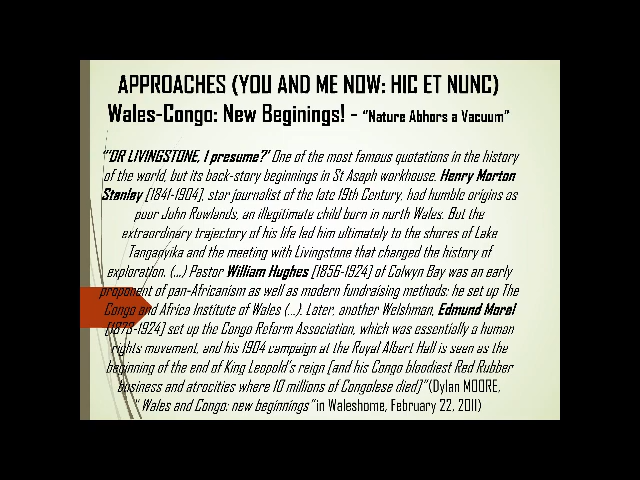 APPROACHES (YOU AND ME NOW: HIC ET NUNC)
Wales-Congo: New Beginings! - “Nature Abhors a Vacuum”
“‘DR LIVINGSTONE, I presume?’ One of the most famous quotations in the history
of the world, but its back-story beginnings in St Asaph workhouse. Henry Morton
Stanley [1841-1904], star journalist of the late 19th Century, had humble origins as
poor John Rowlands, an illegitimate child born in north Wales. But the
extraordinary trajectory of his life led him ultimately to the shores of Lake
Tanganyika and the meeting with Livingstone that changed the history of
exploration. (...) Pastor William Hughes [1856-1924] of Colwyn Bay was an early
proponent of pan-Africanism as well as modern fundraising methods: he set up The
Congo and Africa Institute of Wales (...). Later, another Welshman, Edmund Morel
[1873-1924] set up the Congo Reform Association, which was essentially a human
rights movement, and his 1904 campaign at the Royal Albert Hall is seen as the
beginning of the end of King Leopold’s reign [and his Congo bloodiest Red Rubber
business and atrocities where 10 millions of Congolese died]”(Dylan MOORE,
“Wales and Congo: new beginnings” in Waleshome, February 22, 2011)